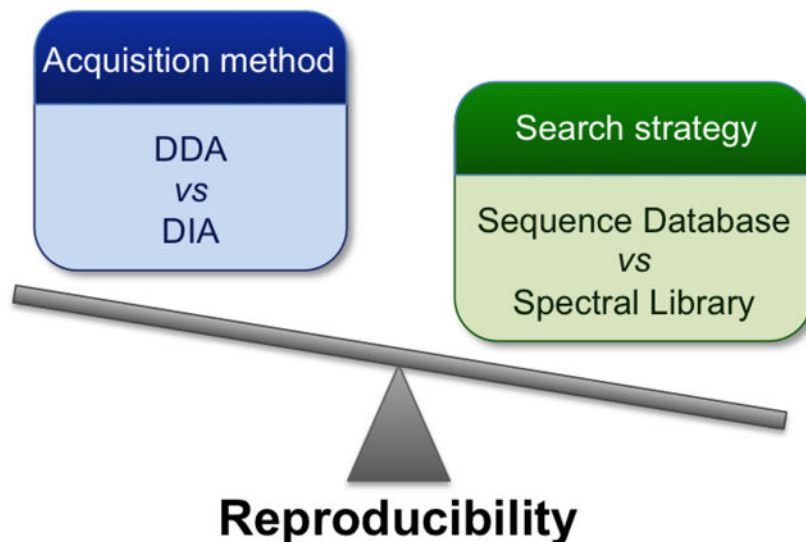 Acquisition method
DDA
vs
DIA
Search strategy
Sequence Database
vs
Spectral Library
Reproducibility